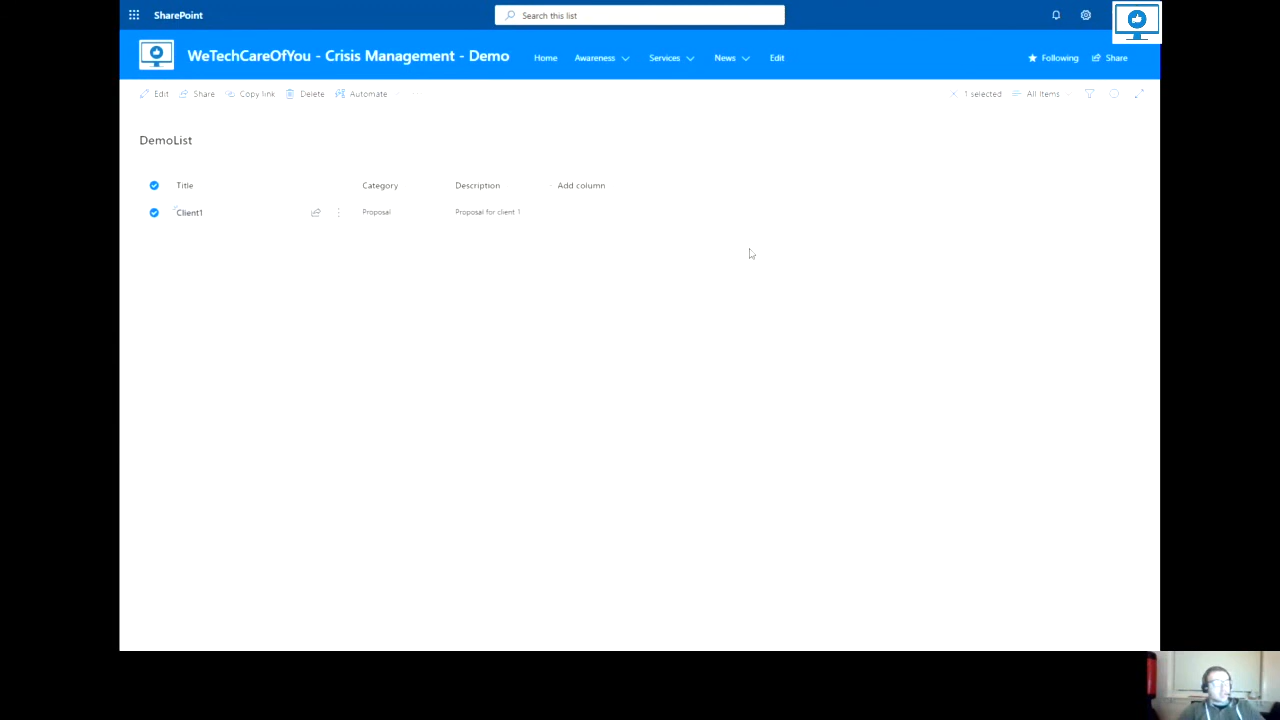 SharePoint
Search this list
WeTechCareOfYou - Crisis Management - Demo
Home Awareness Services News Edit
Following Share
Edit Share Copy link Delete Automate
1 selected All Items
DemoList
Title Category Description Add column
Client1 Proposal Proposal for client 1